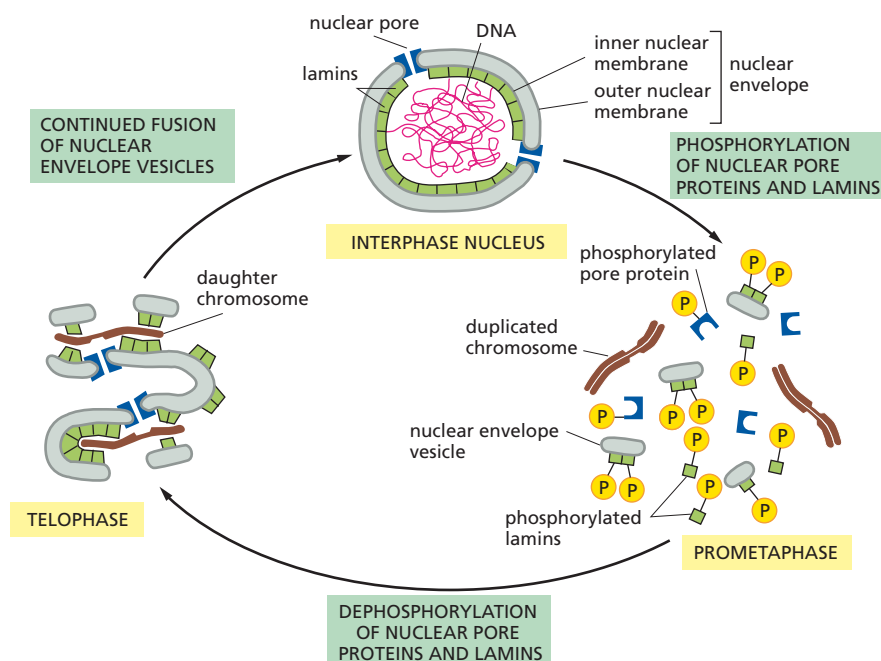 nuclear pore
DNA
lamins
inner nuclear
membrane
outer nuclear
membrane
nuclear
envelope
CONTINUED FUSION
OF NUCLEAR
ENVELOPE VESICLES
PHOSPHORYLATION
OF NUCLEAR PORE
PROTEINS AND LAMINS
INTERPHASE NUCLEUS
phosphorylated
pore protein
daughter
chromosome
duplicated
chromosome
nuclear envelope
vesicle
phosphorylated
lamins
P
P
P
P
P
P
P
P
P
P
P
P
P
TELOPHASE
PROMETAPHASE
DEPHOSPHORYLATION
OF NUCLEAR PORE
PROTEINS AND LAMINS